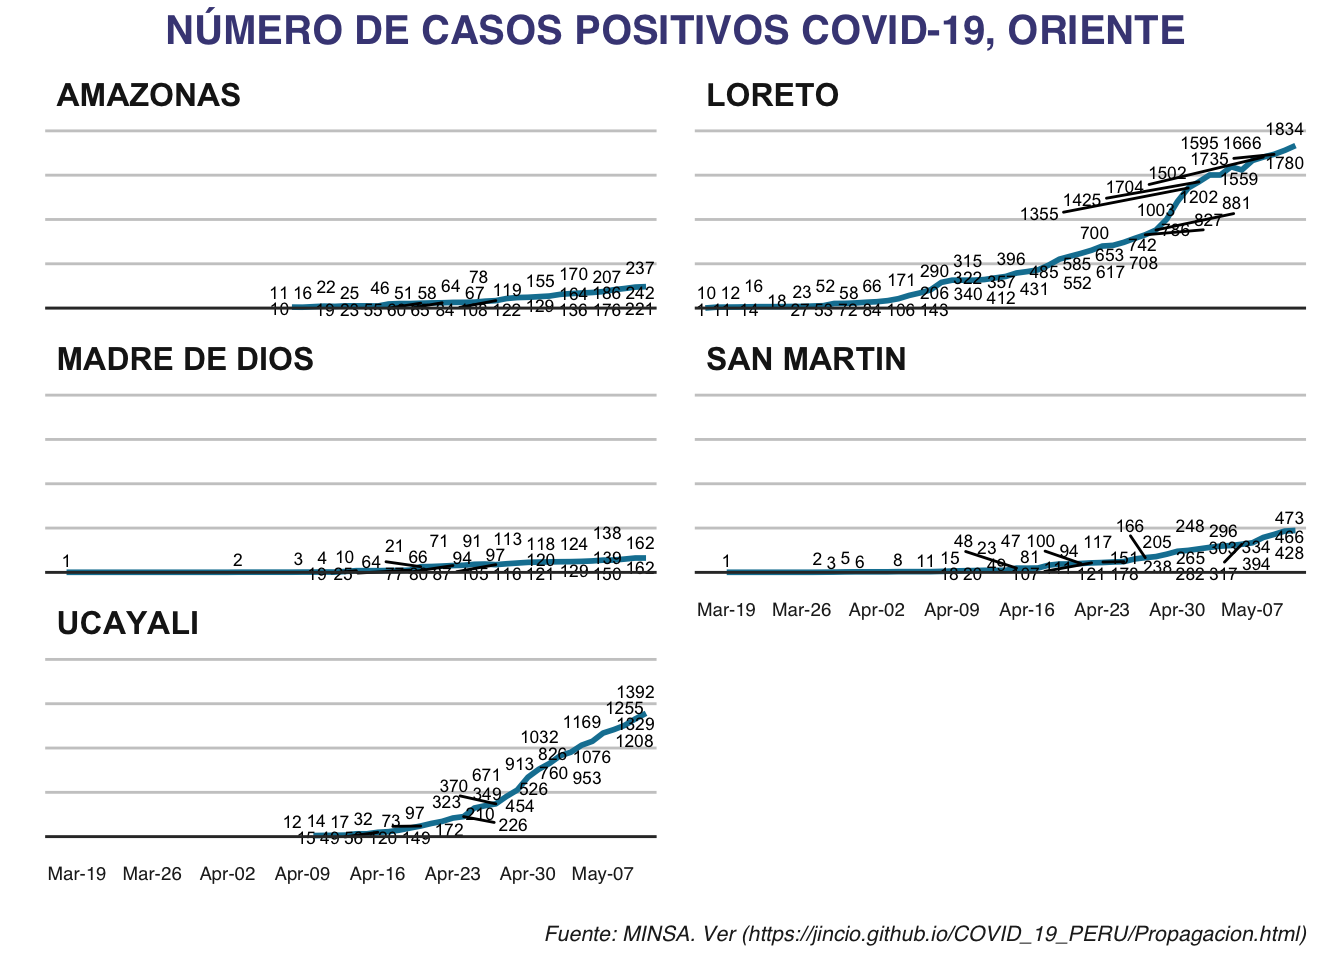 NÚMERO DE CASOS POSITIVOS COVID-19, ORIENTE
AMAZONAS
11 16 22 25 46 51 58 64 78 67 119 155 170 164 207 186 237 242
10 19 23 55 60 65 84 108 122 129 136 176 221
LORETO
10 12 16 18 23 52 58 66 171 290 315 322 396 485 585 700 653 742 1003 786 827 881 1202 1355 1425 1704 1502 1735 1595 1666 1559 1780 1834
1 11 14 27 53 72 84 106 206 143 340 357 412 431 552 617 708
MADRE DE DIOS
1 2 3 4 10 21 64 66 71 91 94 97 113 118 120 124 138 139 162
19 25 77 80 87 105 116 121 129 150 162
SAN MARTIN
1 2 3 5 6 8 11 15 48 23 47 49 100 81 94 114 117 151 166 205 248 265 296 303 334 473 466
18 20 107 121 178 238 282 317 394 428
Mar-19 Mar-26 Apr-02 Apr-09 Apr-16 Apr-23 Apr-30 May-07
UCAYALI
12 14 17 32 73 97 323 370 349 671 210 913 526 1032 826 760 1169 1076 1255 1392 1329
15 49 56 120 149 172 226 454 953 1208
Mar-19 Mar-26 Apr-02 Apr-09 Apr-16 Apr-23 Apr-30 May-07
Fuente: MINSA. Ver (https://jincio.github.io/COVID_19_PERU/Propagacion.html)